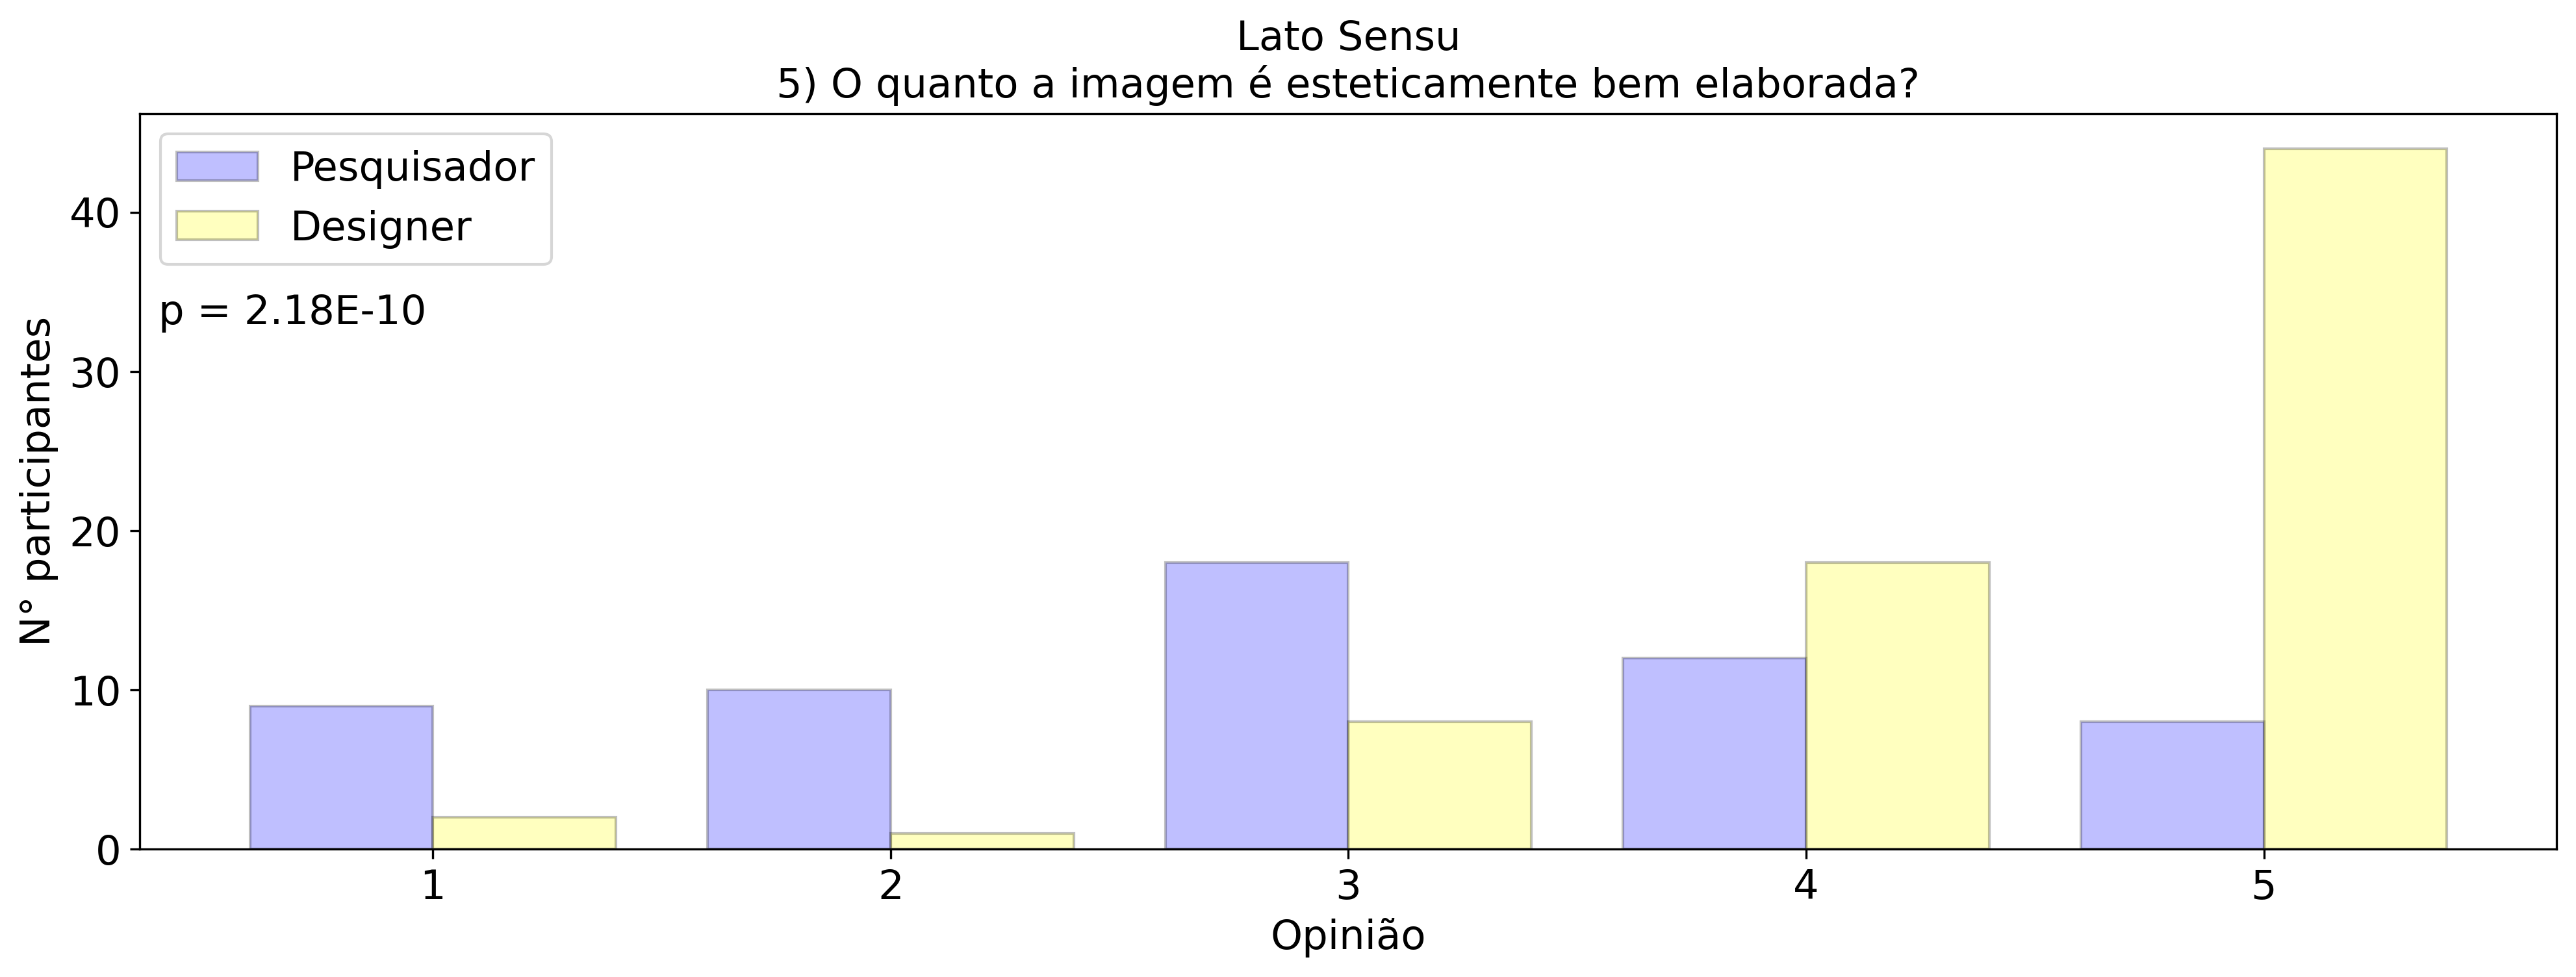 Lato Sensu
5) O quanto a imagem é esteticamente bem elaborada?
Pesquisador
Designer
p = 2.18E-10
N° participantes
40
30
20
10
0
1 2 3 4 5
Opinião